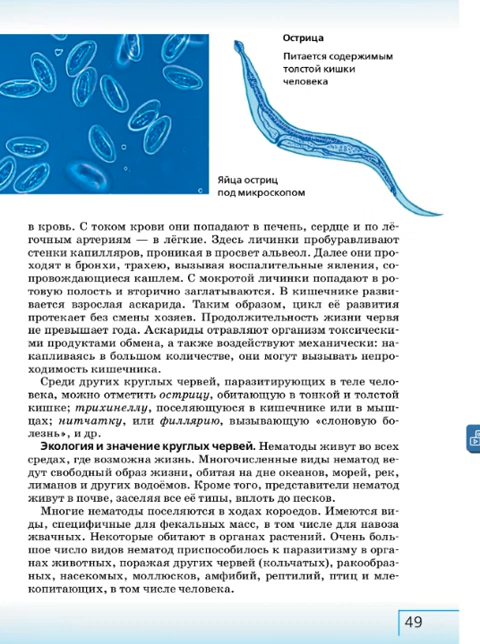 Острица
Питается содержимым
толстой кишки
человека
Яйца остриц
под микроскопом
в кровь. С током крови они попадают в печень, сердце и по лё-
гочным артериям — в лёгкие. Здесь личинки пробуравливают
стенки капилляров, проникая в просвет альвеол. Далее они про-
ходят в бронхи, трахею, вызывая воспалительные явления, со-
провождающиеся кашлем. С мокротой личинки попадают в ро-
товую полость и вторично заглатываются. В кишечнике разви-
вается взрослая аскарида. Таким образом, цикл её развития
протекает без смены хозяев. Продолжительность жизни червя
не превышает года. Аскариды отравляют организм токсически-
ми продуктами обмена, а также воздействуют механически: на-
капливаясь в большом количестве, они могут вызывать непро-
ходимость кишечника.
Среди других круглых червей, паразитирующих в теле чело-
века, можно отметить острицу, обитающую в тонкой и толстой
кишке; трихинеллу, поселяющуюся в кишечнике или в мыш-
цах; нитчатку, или филлярию, вызывающую «слоновую бо-
лезнь», и др.
Экология и значение круглых червей. Нематоды живут во всех
средах, где возможна жизнь. Многочисленные виды нематод ве-
дут свободный образ жизни, обитая на дне океанов, морей, рек,
лиманов и других водоёмов. Кроме того, представители нематод
живут в почве, заселяя все её типы, вплоть до песков.
Многие нематоды поселяются в ходах короедов. Имеются ви-
ды, специфичные для фекальных масс, в том числе для навоза
жвачных. Некоторые обитают в органах растений. Очень боль-
шое число видов нематод приспособилось к паразитизму в орга-
нах животных, поражая других червей (кольчатых), ракообраз-
ных, насекомых, моллюсков, амфибий, рептилий, птиц и мле-
копитающих, в том числе человека.
49